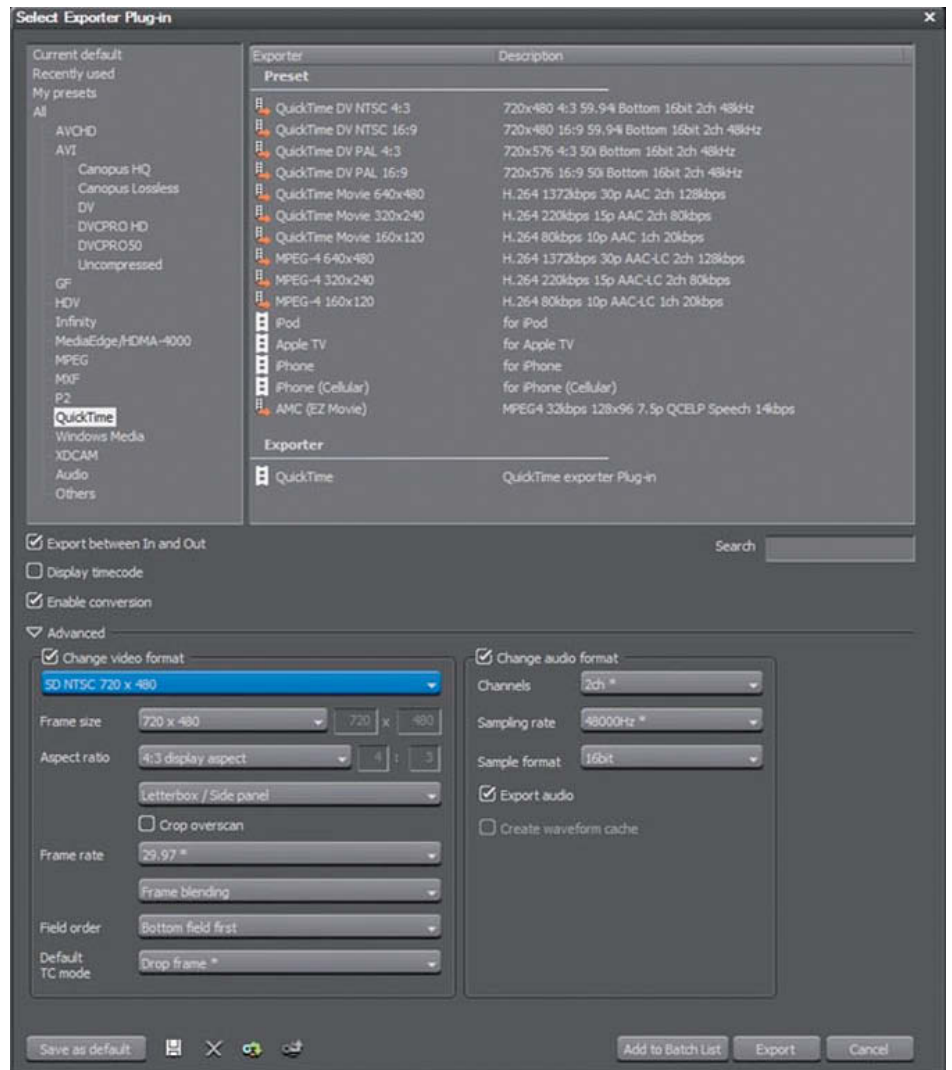 Select Exporter Plug-in
Current default
Recently used
My presets
All
AVCHD
AVI
Canopus HQ
Canopus Lossless
DV
DVCPRO HD
DVCPRO50
Uncompressed
GF
HDV
Infinity
MediaEdge/HDMA-4000
MPEG
MXF
P2
QuickTime
Windows Media
XDCAM
Audio
Others
Exporter Description
Preset
QuickTime DV NTSC 4:3 720x480 4:3 59.94i Bottom 16bit 2ch 48kHz
QuickTime DV NTSC 16:9 720x480 16:9 59.94i Bottom 16bit 2ch 48kHz
QuickTime DV PAL 4:3 720x576 4:3 50i Bottom 16bit 2ch 48kHz
QuickTime DV PAL 16:9 720x576 16:9 50i Bottom 16bit 2ch 48kHz
QuickTime Movie 640x480 H.264 1372kbps 30p AAC 2ch 128kbps
QuickTime Movie 320x240 H.264 220kbps 15p AAC 2ch 80kbps
QuickTime Movie 160x120 H.264 80kbps 10p AAC 1ch 20kbps
MPEG-4 640x480 H.264 1372kbps 30p AAC-LC 2ch 128kbps
MPEG-4 320x240 H.264 220kbps 15p AAC-LC 2ch 80kbps
MPEG-4 160x120 H.264 80kbps 10p AAC-LC 1ch 20kbps
iPod for iPod
Apple TV for Apple TV
iPhone for iPhone
iPhone (Cellular) for iPhone (Cellular)
AMC (EZ Movie) MPEG4 32kbps 128x96 7.5p QCELP Speech 14kbps
Exporter
QuickTime QuickTime exporter Plug-in
Export between In and Out
Search
Display timecode
Enable conversion
Advanced
Change video format
SD NTSC 720 x 480
Frame size 720 x 480 720 x 480
Aspect ratio 4:3 display aspect 4 : 3
Letterbox / Side panel
Crop overscan
Frame rate 29.97 *
Frame blending
Field order Bottom field first
Default TC mode Drop frame *
Change audio format
Channels 2ch *
Sampling rate 48000Hz *
Sample format 16bit
Export audio
Create waveform cache
Save as default
Add to Batch List Export Cancel